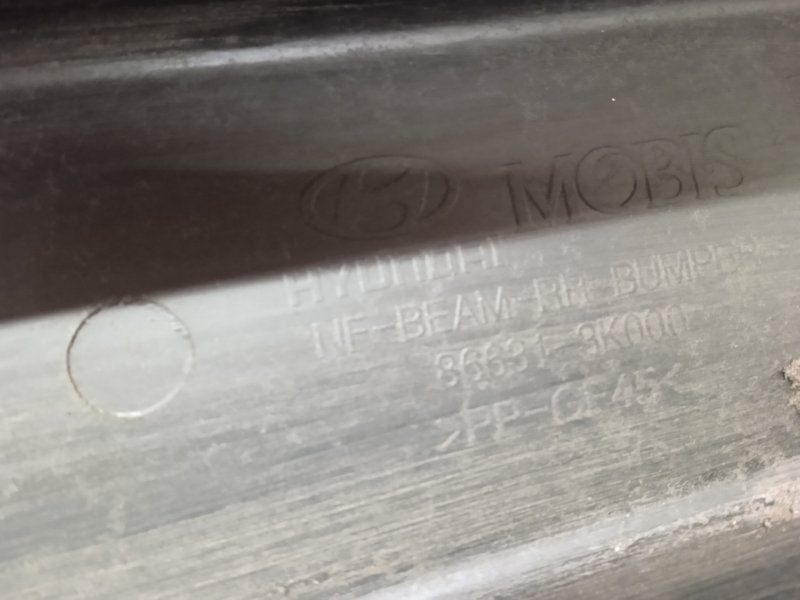 MOBIS
HYUNDAI
NF-BEAM-RR-BUMPER
86631-3K000
>PP-GF45<